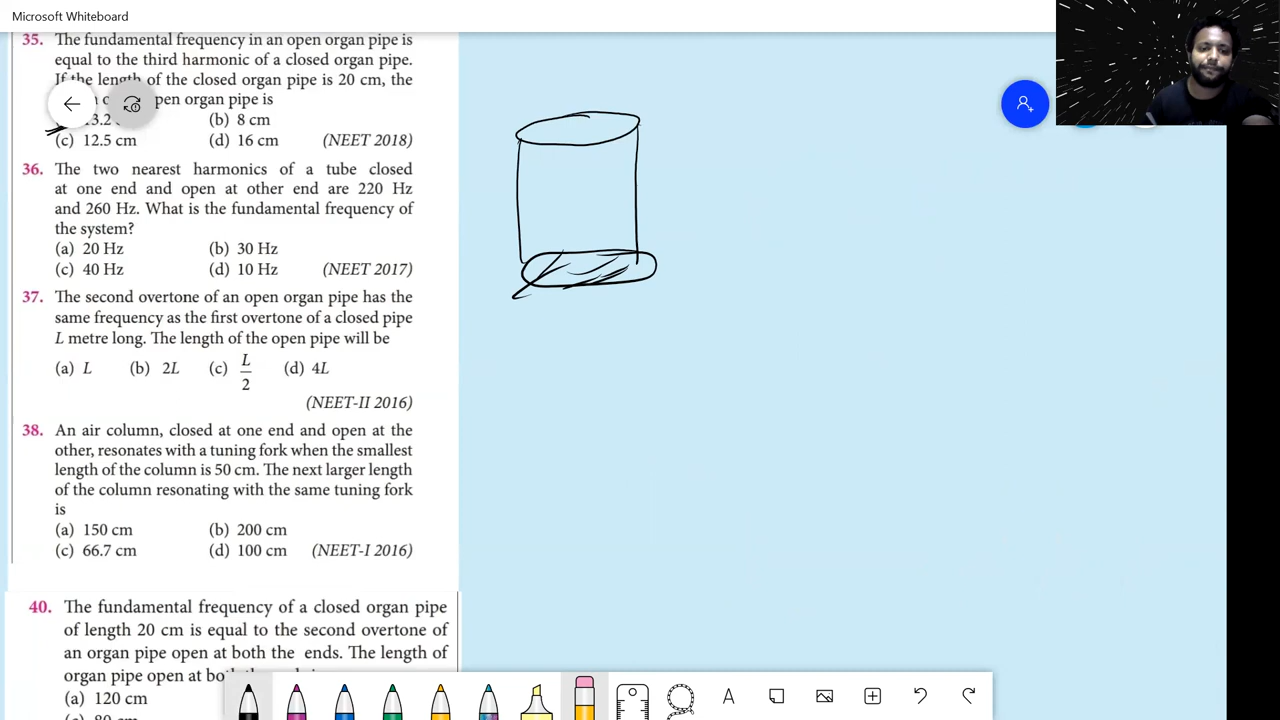 Microsoft Whiteboard
35. The fundamental frequency in an open organ pipe is
equal to the third harmonic of a closed organ pipe.
If the length of the closed organ pipe is 20 cm, the
pen organ pipe is
13.2 (b) 8 cm
(c) 12.5 cm (d) 16 cm (NEET 2018)
36. The two nearest harmonics of a tube closed
at one end and open at other end are 220 Hz
and 260 Hz. What is the fundamental frequency of
the system?
(a) 20 Hz (b) 30 Hz
(c) 40 Hz (d) 10 Hz (NEET 2017)
37. The second overtone of an open organ pipe has the
same frequency as the first overtone of a closed pipe
L metre long. The length of the open pipe will be
(a) L (b) 2L (c) L/2 (d) 4L
(NEET-II 2016)
38. An air column, closed at one end and open at the
other, resonates with a tuning fork when the smallest
length of the column is 50 cm. The next larger length
of the column resonating with the same tuning fork
is
(a) 150 cm (b) 200 cm
(c) 66.7 cm (d) 100 cm (NEET-I 2016)
40. The fundamental frequency of a closed organ pipe
of length 20 cm is equal to the second overtone of
an organ pipe open at both the ends. The length of
organ pipe open at
(a) 120 cm